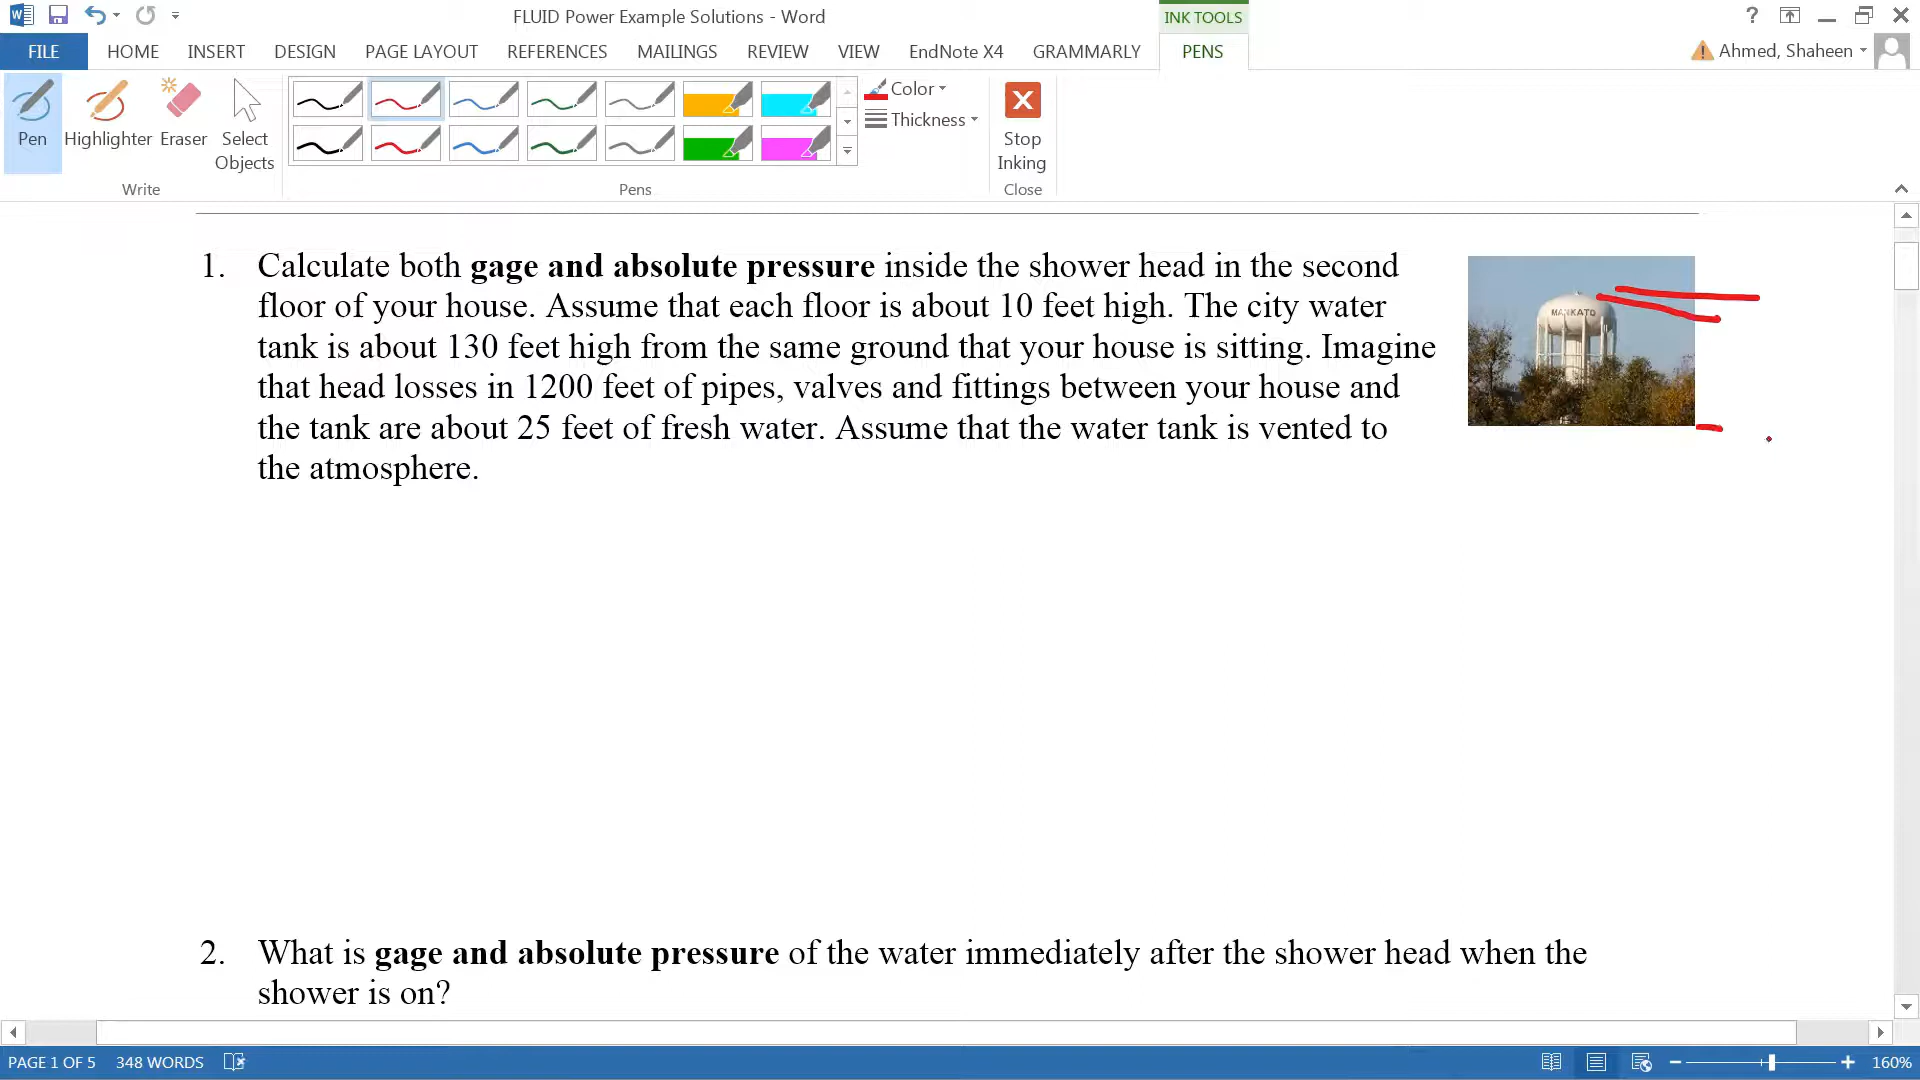 FLUID Power Example Solutions - Word
INK TOOLS
?
FILE HOME INSERT DESIGN PAGE LAYOUT REFERENCES MAILINGS REVIEW VIEW EndNote X4 GRAMMARLY PENS
Ahmed, Shaheen
Pen Highlighter Eraser Select Objects
Color
Thickness
Stop Inking
Write Pens Close
1. Calculate both gage and absolute pressure inside the shower head in the second
floor of your house. Assume that each floor is about 10 feet high. The city water
tank is about 130 feet high from the same ground that your house is sitting. Imagine
that head losses in 1200 feet of pipes, valves and fittings between your house and
the tank are about 25 feet of fresh water. Assume that the water tank is vented to
the atmosphere.
MANKATO
2. What is gage and absolute pressure of the water immediately after the shower head when the
shower is on?
PAGE 1 OF 5 348 WORDS 160%